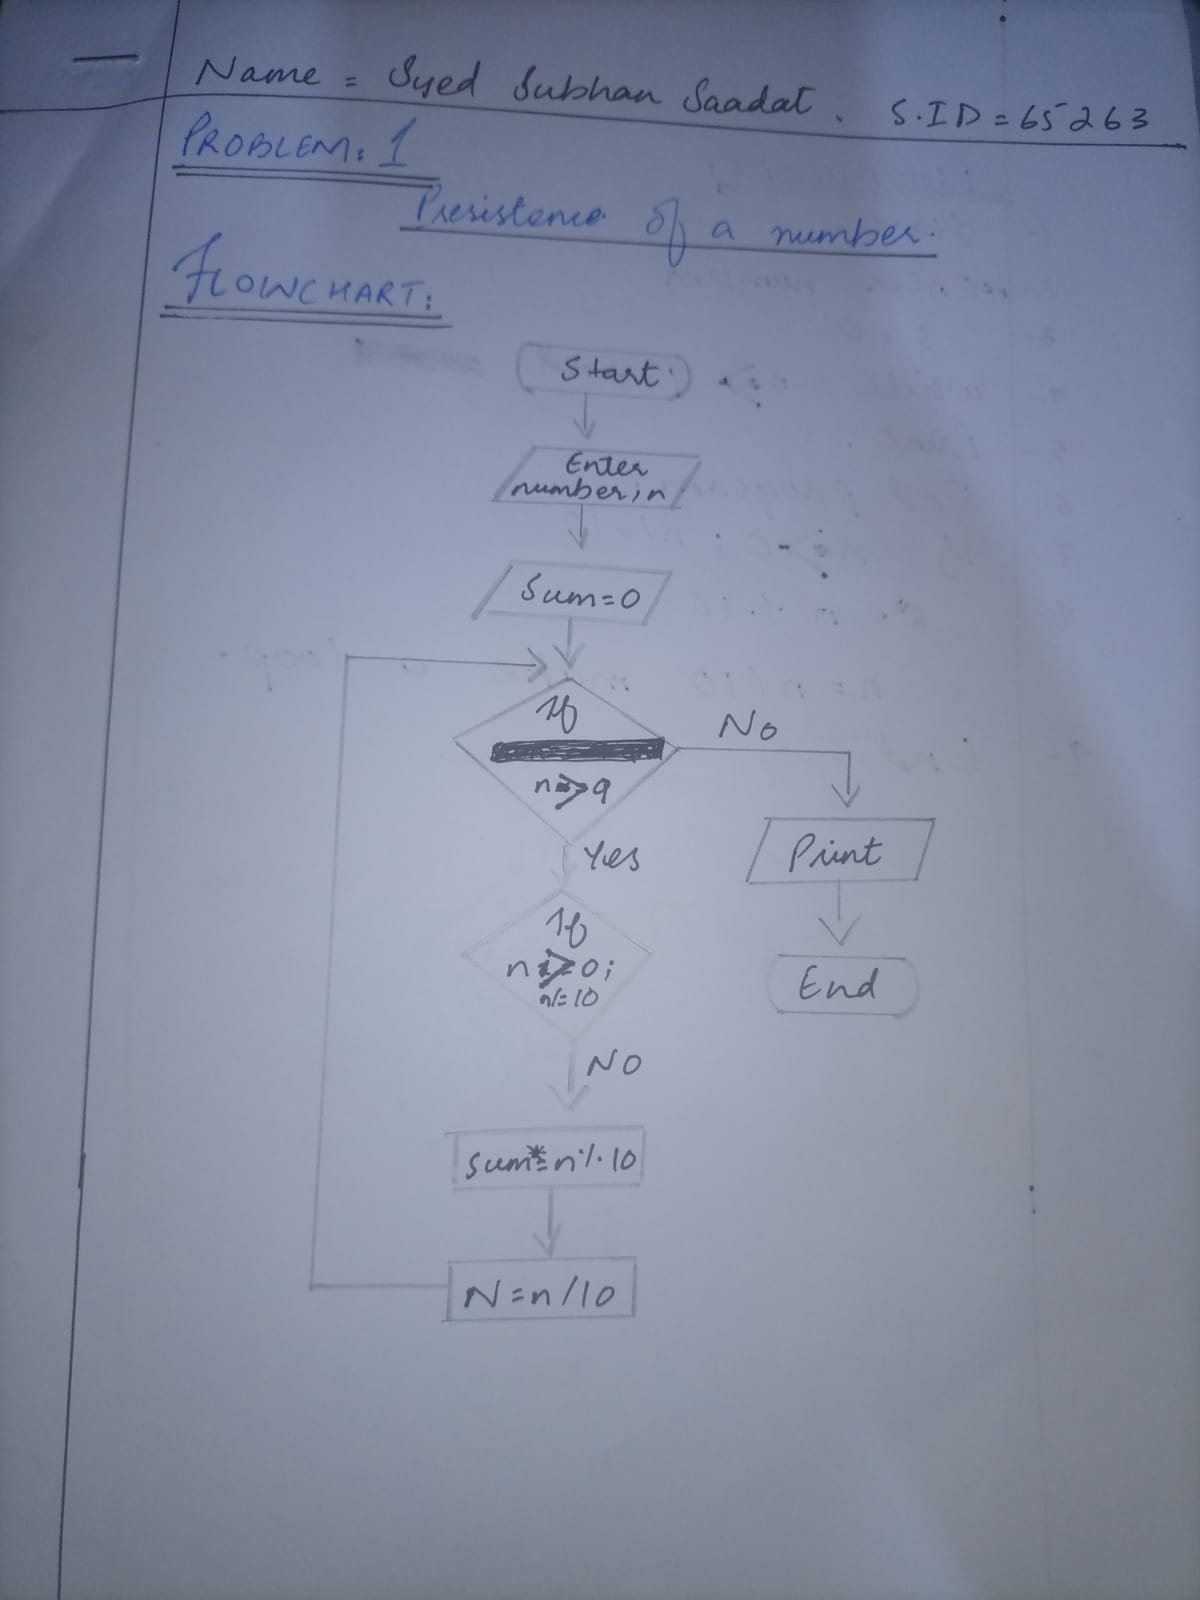 Name = Syed Subhan Saadat. S.ID = 65263
PROBLEM: 1
Presistence of a number.
FLOWCHART:
Start
Enter
number; n
Sum=0
If
n>9
No
Yes
Print
If
n>=0;
n/=10
End
NO
Sum*=n%10
N=n/10